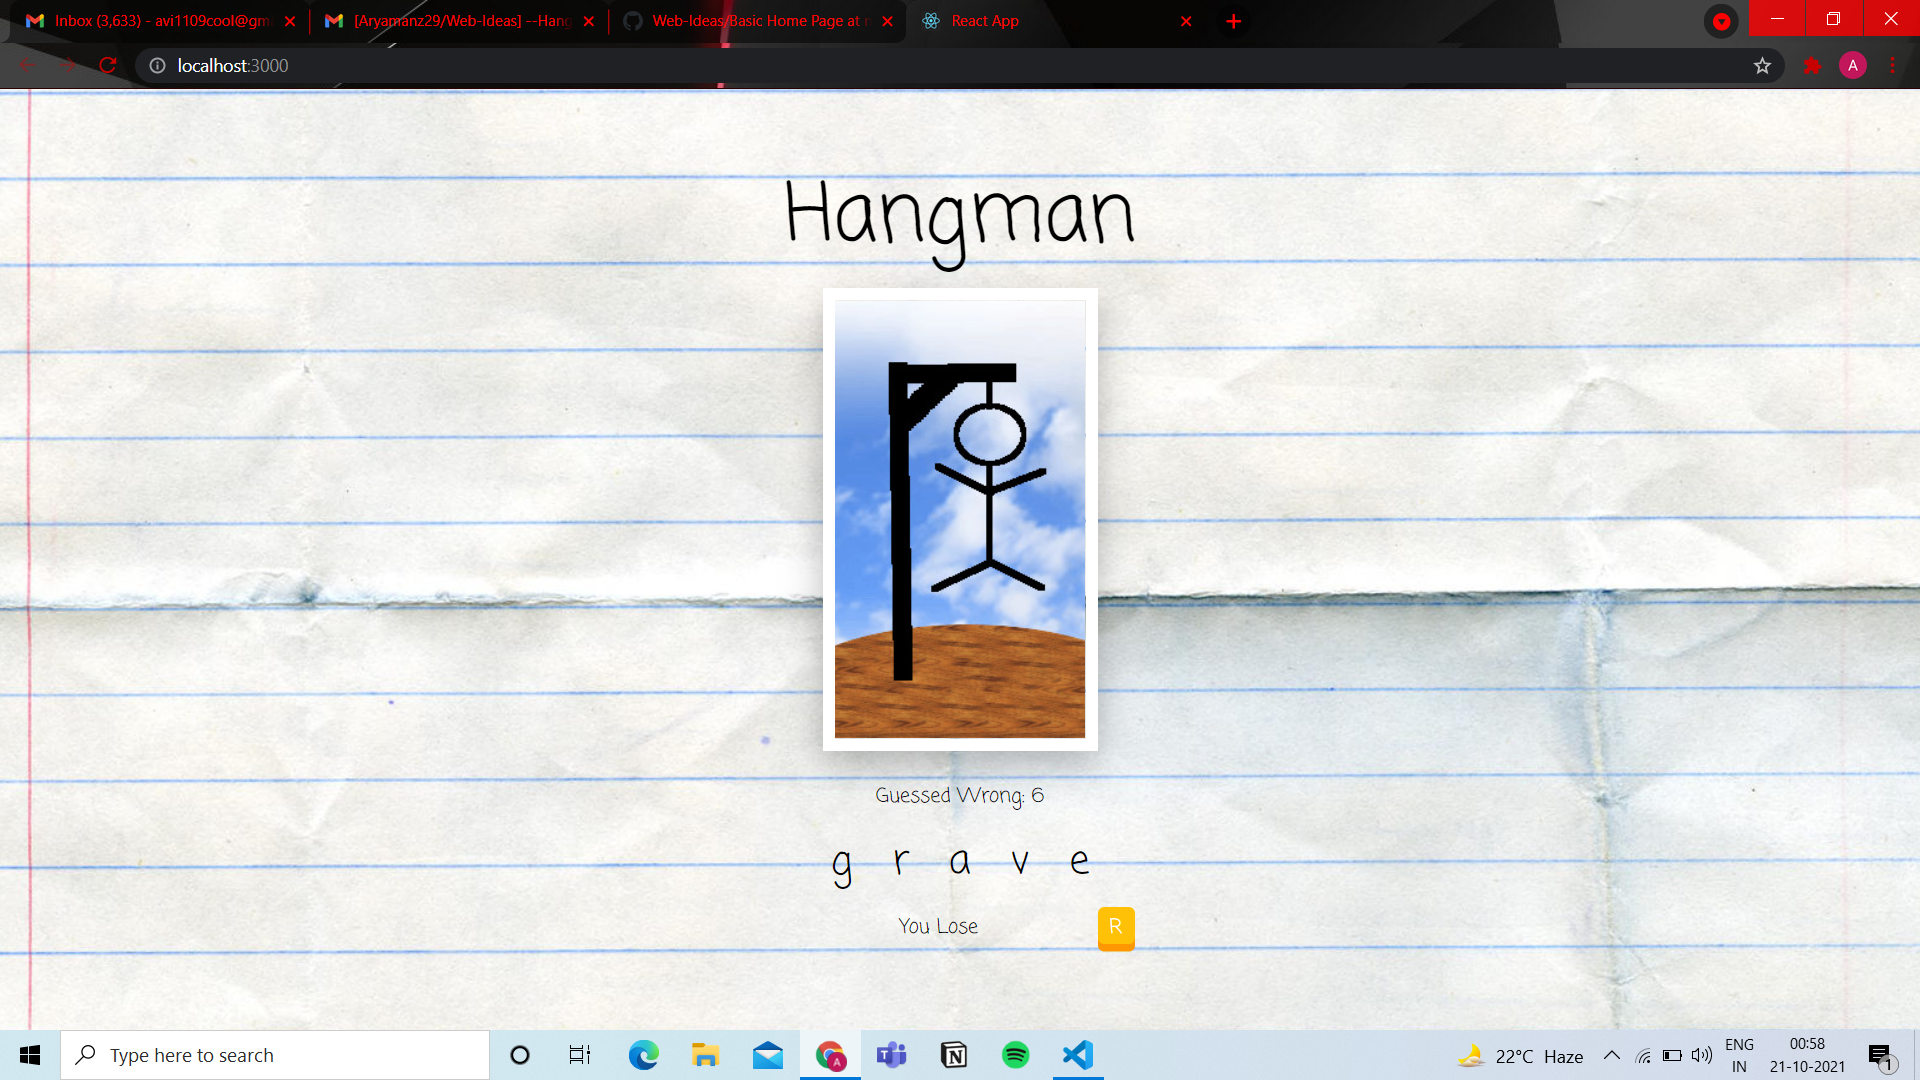 Inbox (3,633) - avi1109cool@gm
[Aryamanz29/Web-Ideas] --Hang
Web-Ideas/Basic Home Page at
React App
localhost:3000
A
Hangman
Guessed Wrong: 6
g r a v e
You Lose
R
Type here to search
22°C Haze
ENG
IN
00:58
21-10-2021
1